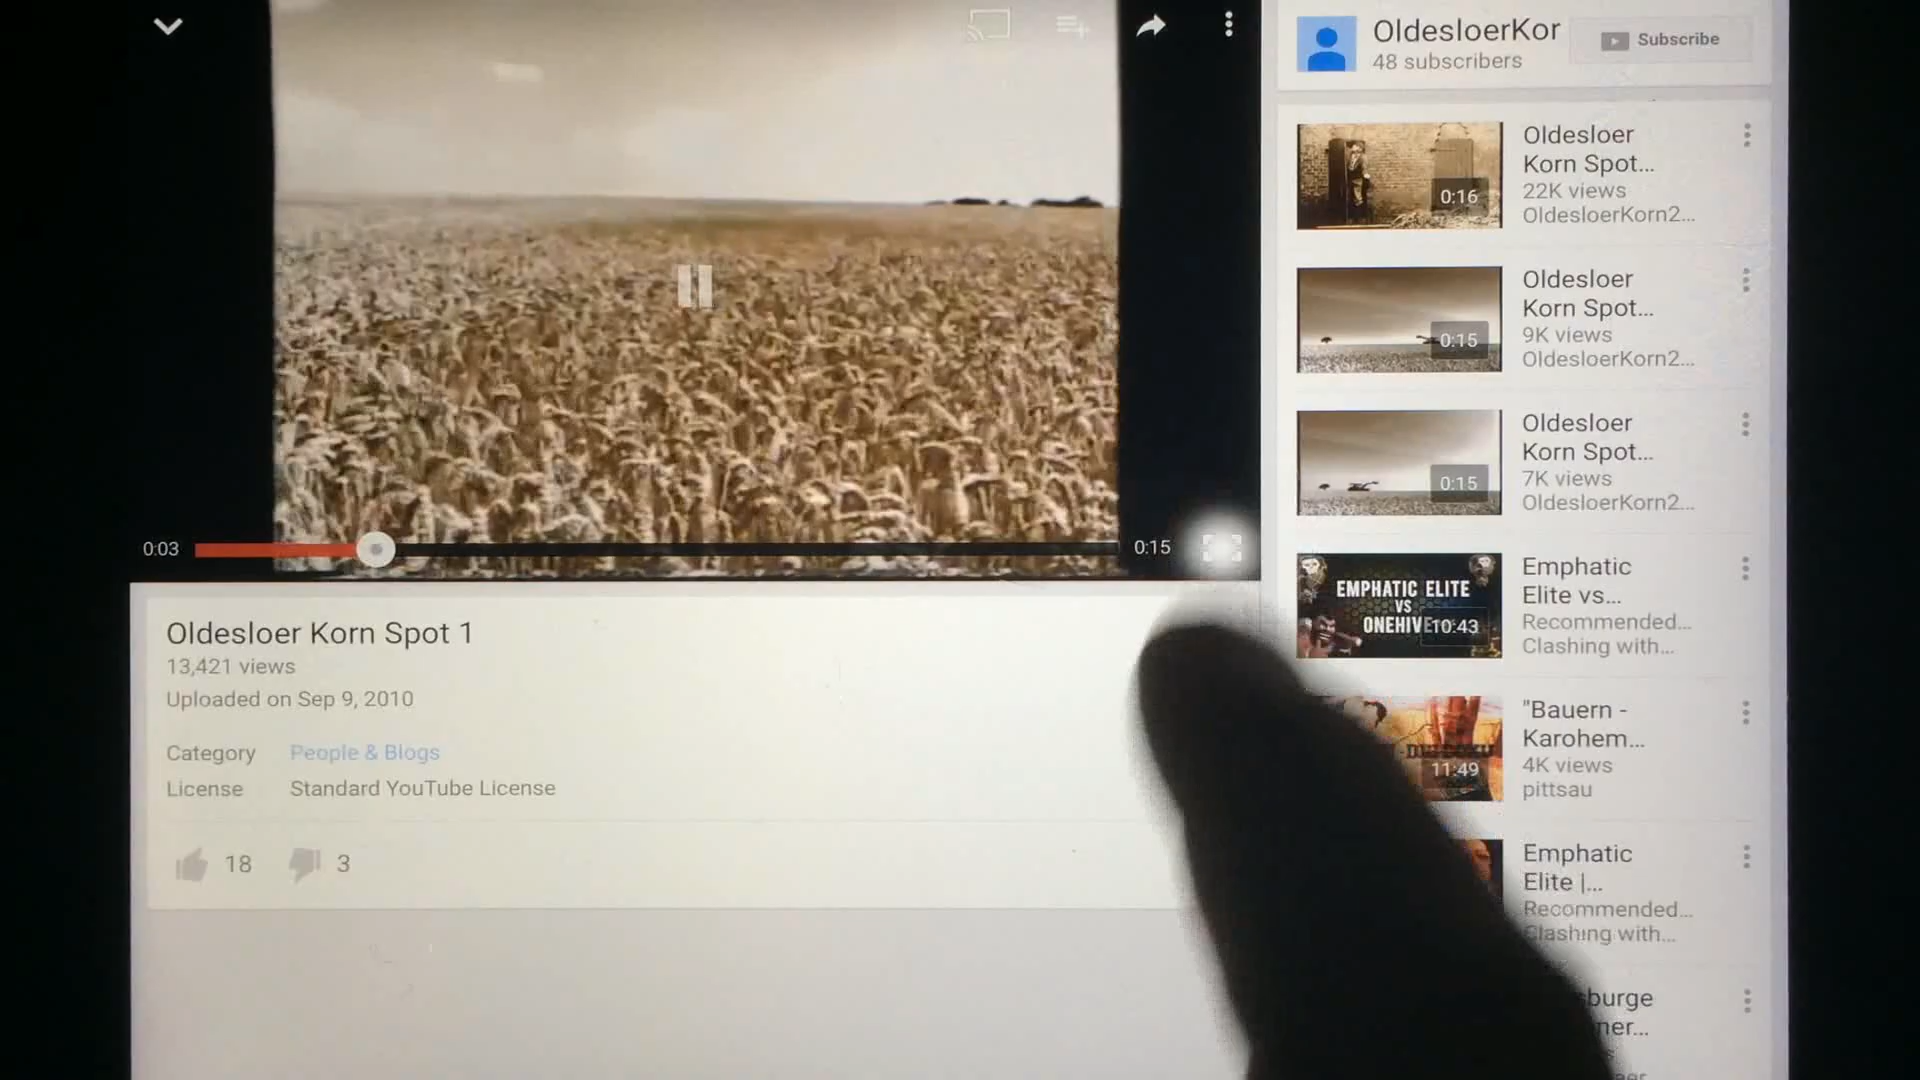 OldesloerKor
Subscribe
48 subscribers
Oldesloer
Korn Spot...
22K views
OldesloerKorn2...
0:16
Oldesloer
Korn Spot...
9K views
OldesloerKorn2...
0:15
Oldesloer
Korn Spot...
7K views
OldesloerKorn2...
0:15
0:03
0:15
Oldesloer Korn Spot 1
13,421 views
Uploaded on Sep 9, 2010
Category People & Blogs
License Standard YouTube License
18 3
EMPHATIC ELITE
VS
ONEHIVE
10:43
Emphatic
Elite vs...
Recommended...
Clashing with...
11:49
"Bauern -
Karohem...
4K views
pittsau
Emphatic
Elite |...
Recommended...
Clashing with...
sburge
ner...